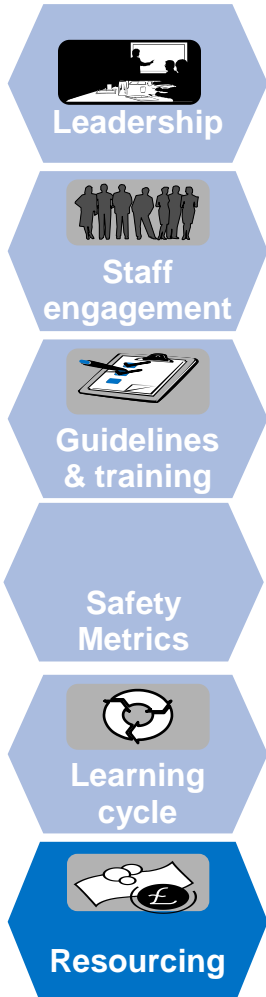 Leadership
Staff
engagement
Guidelines
& training
Safety
Metrics
Learning
cycle
£
Resourcing